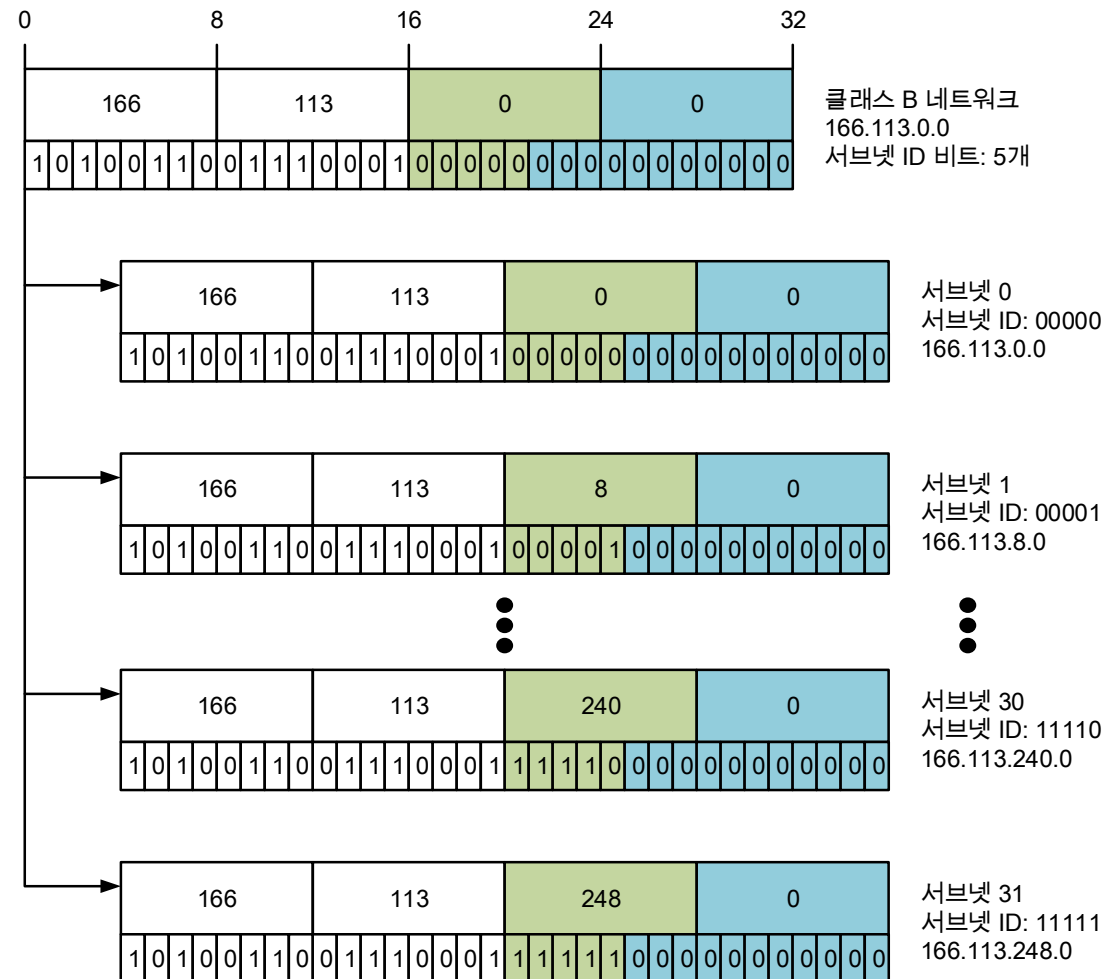 0 8 16 24 32
166 113 0 0
클래스 B 네트워크
166.113.0.0
서브넷 ID 비트: 5개
1 0 1 0 0 1 1 0 0 1 1 1 0 0 0 1 0 0 0 0 0 0 0 0 0 0 0 0 0 0 0 0
166 113 0 0
서브넷 0
서브넷 ID: 00000
166.113.0.0
1 0 1 0 0 1 1 0 0 1 1 1 0 0 0 1 0 0 0 0 0 0 0 0 0 0 0 0 0 0 0 0
166 113 8 0
서브넷 1
서브넷 ID: 00001
166.113.8.0
1 0 1 0 0 1 1 0 0 1 1 1 0 0 0 1 0 0 0 0 1 0 0 0 0 0 0 0 0 0 0 0
166 113 240 0
서브넷 30
서브넷 ID: 11110
166.113.240.0
1 0 1 0 0 1 1 0 0 1 1 1 0 0 0 1 1 1 1 1 0 0 0 0 0 0 0 0 0 0 0 0
166 113 248 0
서브넷 31
서브넷 ID: 11111
166.113.248.0
1 0 1 0 0 1 1 0 0 1 1 1 0 0 0 1 1 1 1 1 1 0 0 0 0 0 0 0 0 0 0 0